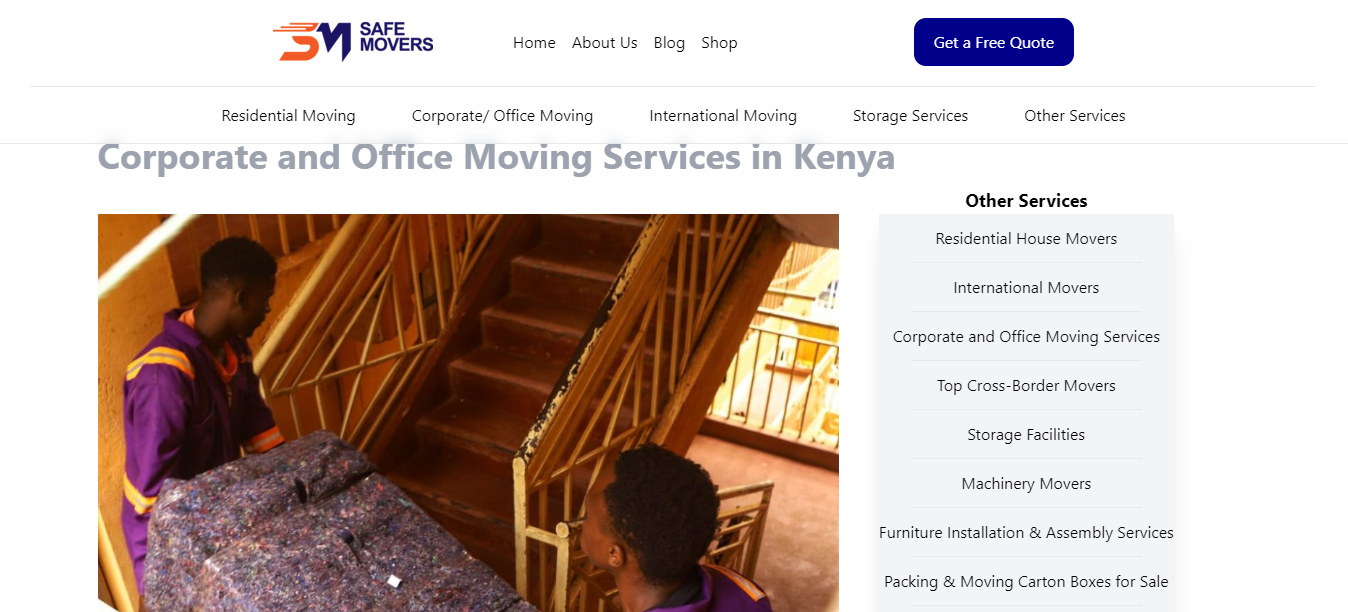 SAFE
MOVERS
Home About Us Blog Shop
Get a Free Quote
Residential Moving Corporate/ Office Moving International Moving Storage Services Other Services
Corporate and Office Moving Services in Kenya
Other Services
Residential House Movers
International Movers
Corporate and Office Moving Services
Top Cross-Border Movers
Storage Facilities
Machinery Movers
Furniture Installation & Assembly Services
Packing & Moving Carton Boxes for Sale